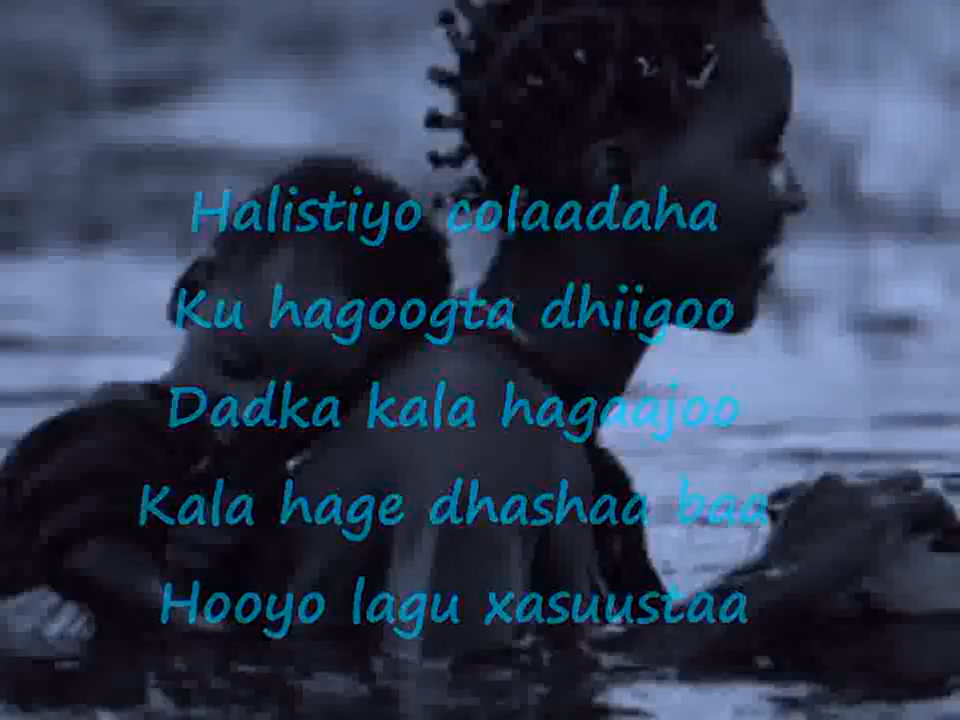 Halistiyo colaadaha
Ku hagoogta dhiigoo
Dadka kala hagaajoo
Kala hage dhashaa baa
Hooyo lagu xasuustaa